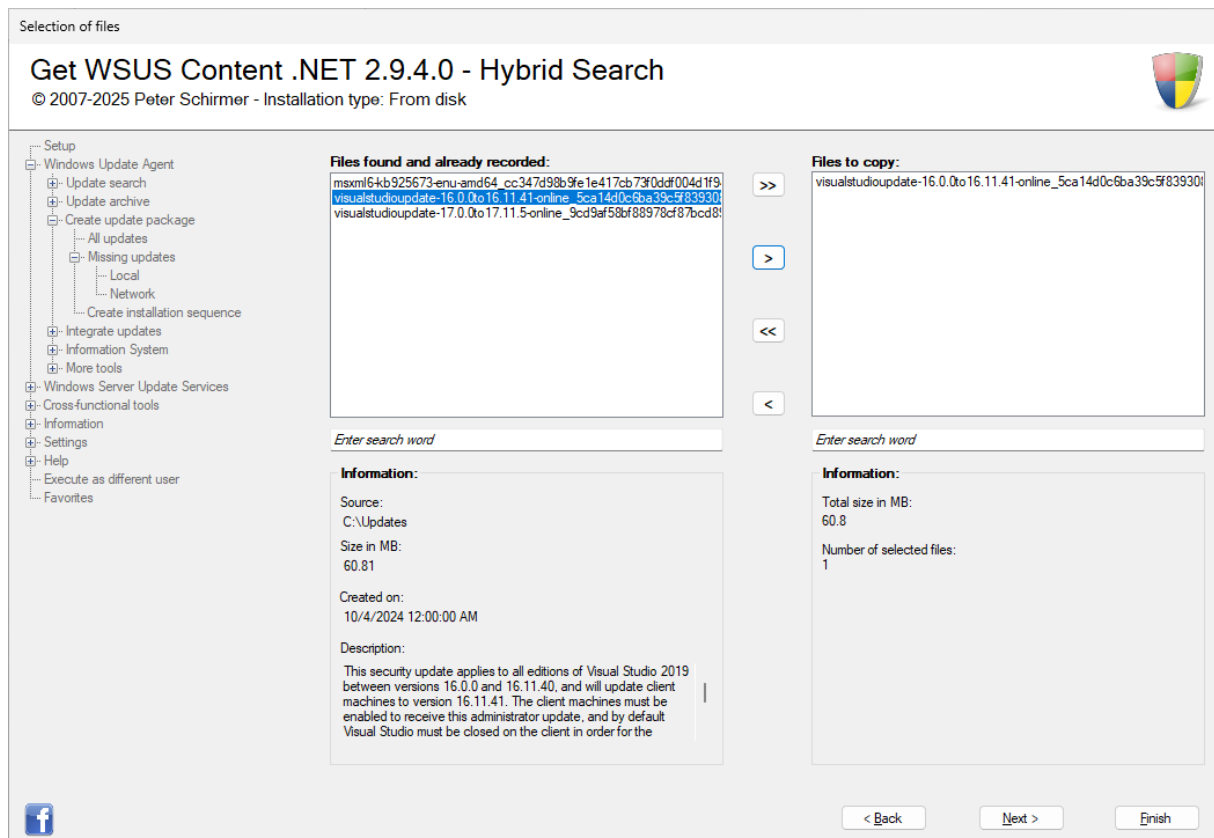 Selection of files
Get WSUS Content .NET 2.9.4.0 - Hybrid Search
© 2007-2025 Peter Schirmer - Installation type: From disk
Setup
Windows Update Agent
Update search
Update archive
Create update package
All updates
Missing updates
Local
Network
Create installation sequence
Integrate updates
Information System
More tools
Windows Server Update Services
Cross-functional tools
Information
Settings
Help
Execute as different user
Favorites
Files found and already recorded:
msxml6-kb925673-enu-amd64_cc347d98b9fe1e417cb73f0ddf004d1f9
visualstudioupdate-16.0.0to16.11.41-online_5ca14d0c6ba39c5f83930
visualstudioupdate-17.0.0to17.11.5-online_9cd9af58bf88978cf87bcd8
Enter search word
Information:
Source:
C:\Updates
Size in MB:
60.81
Created on:
10/4/2024 12:00:00 AM
Description:
This security update applies to all editions of Visual Studio 2019
between versions 16.0.0 and 16.11.40, and will update client
machines to version 16.11.41. The client machines must be
enabled to receive this administrator update, and by default
Visual Studio must be closed on the client in order for the
>>
>
<<
<
Files to copy:
visualstudioupdate-16.0.0to16.11.41-online_5ca14d0c6ba39c5f83930
Enter search word
Information:
Total size in MB:
60.8
Number of selected files:
1
f
< Back
Next >
Finish